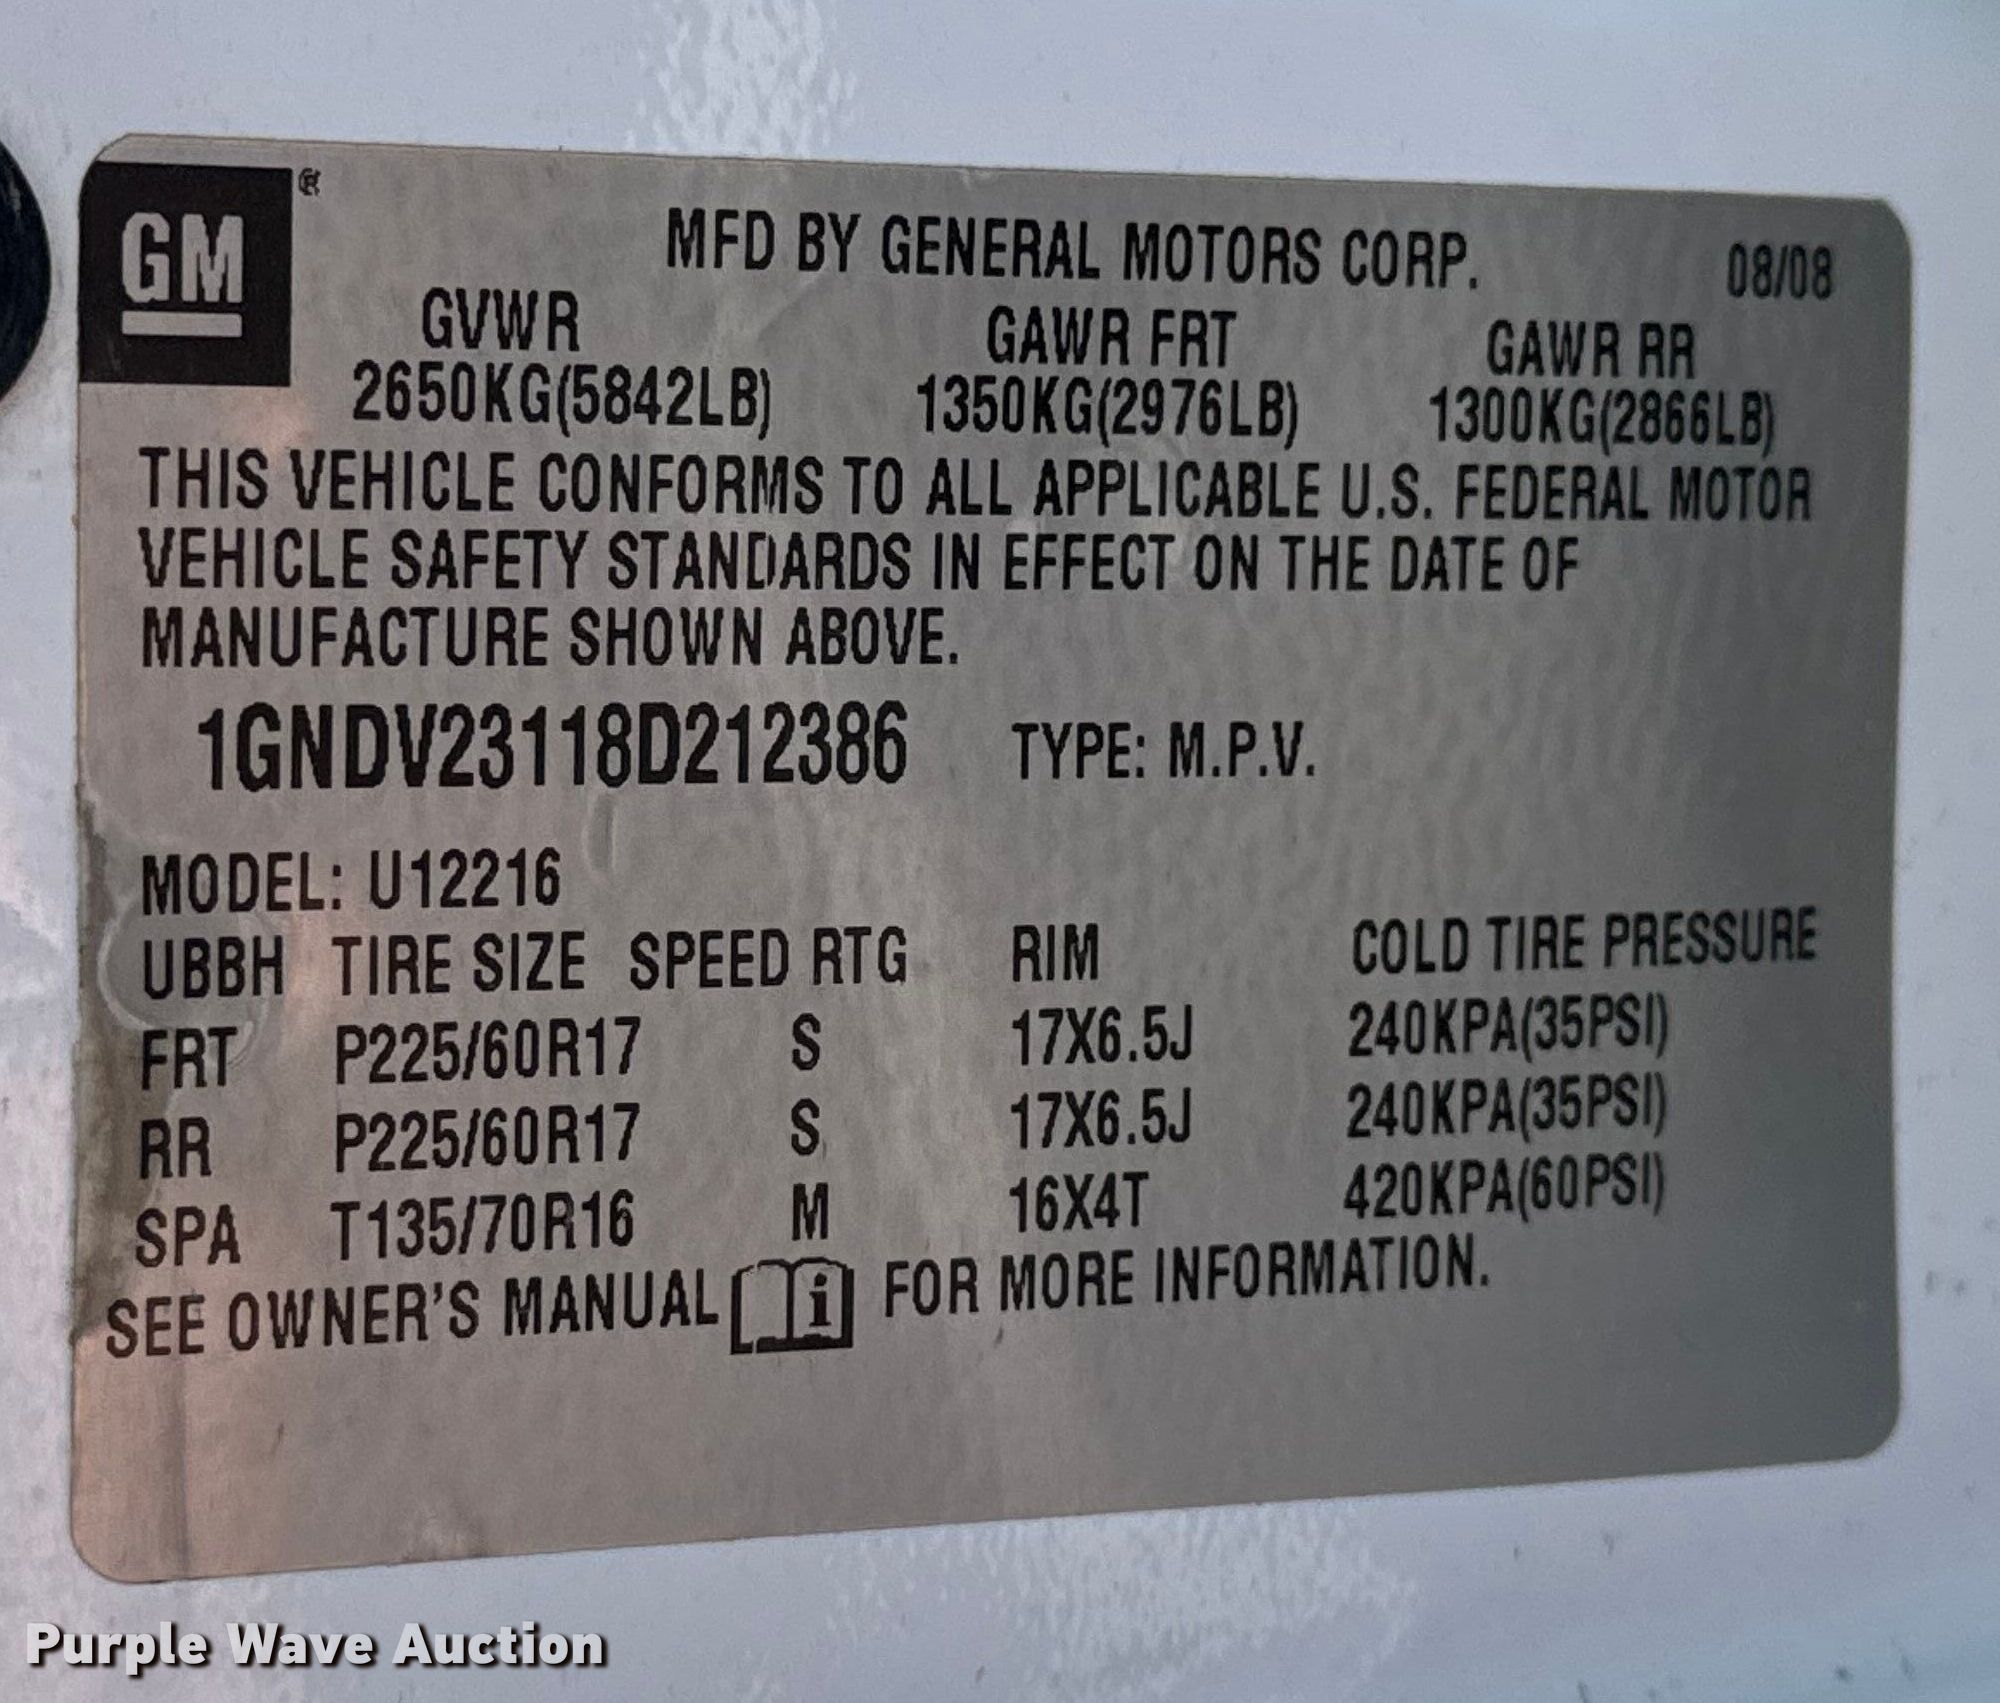 GM ®
MFD BY GENERAL MOTORS CORP. 08/08
GVWR GAWR FRT GAWR RR
2650KG(5842LB) 1350KG(2976LB) 1300KG(2866LB)
THIS VEHICLE CONFORMS TO ALL APPLICABLE U.S. FEDERAL MOTOR
VEHICLE SAFETY STANDARDS IN EFFECT ON THE DATE OF
MANUFACTURE SHOWN ABOVE.
1GNDV23118D212386 TYPE: M.P.V.
MODEL: U12216
UBBH TIRE SIZE SPEED RTG RIM COLD TIRE PRESSURE
FRT P225/60R17 S 17X6.5J 240KPA(35PSI)
RR P225/60R17 S 17X6.5J 240KPA(35PSI)
SPA T135/70R16 M 16X4T 420KPA(60PSI)
SEE OWNER'S MANUAL i FOR MORE INFORMATION.
Purple Wave Auction